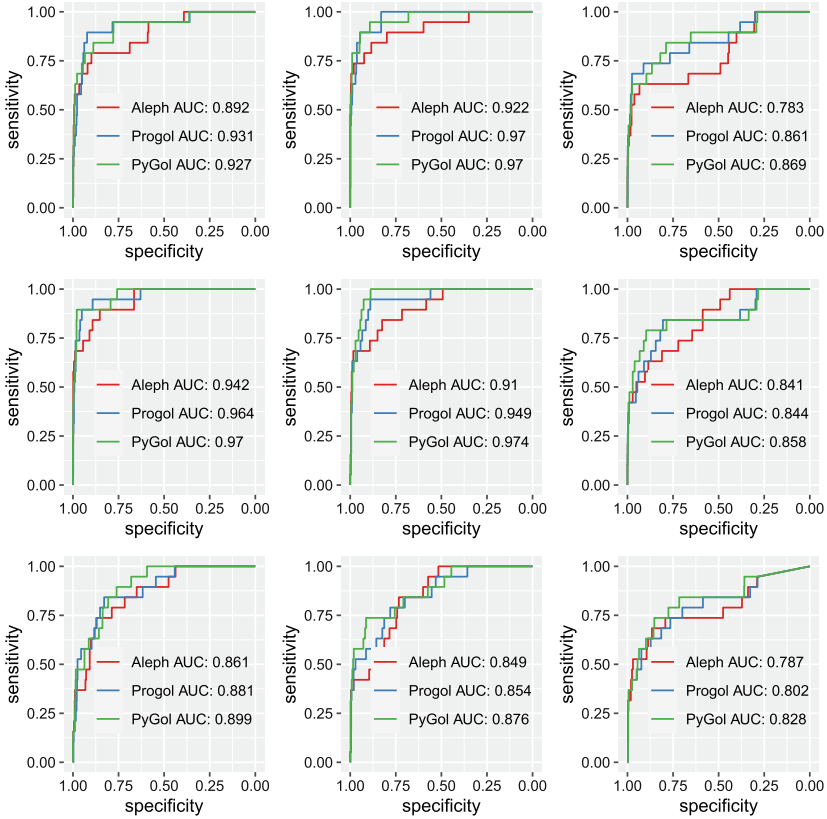 1.00
0.75
0.50
0.25
0.00
sensitivity
Aleph AUC: 0.892
Progol AUC: 0.931
PyGol AUC: 0.927
1.00 0.75 0.50 0.25 0.00
specificity
1.00
0.75
0.50
0.25
0.00
sensitivity
Aleph AUC: 0.922
Progol AUC: 0.97
PyGol AUC: 0.97
1.00 0.75 0.50 0.25 0.00
specificity
1.00
0.75
0.50
0.25
0.00
sensitivity
Aleph AUC: 0.783
Progol AUC: 0.861
PyGol AUC: 0.869
1.00 0.75 0.50 0.25 0.00
specificity
1.00
0.75
0.50
0.25
0.00
sensitivity
Aleph AUC: 0.942
Progol AUC: 0.964
PyGol AUC: 0.97
1.00 0.75 0.50 0.25 0.00
specificity
1.00
0.75
0.50
0.25
0.00
sensitivity
Aleph AUC: 0.91
Progol AUC: 0.949
PyGol AUC: 0.974
1.00 0.75 0.50 0.25 0.00
specificity
1.00
0.75
0.50
0.25
0.00
sensitivity
Aleph AUC: 0.841
Progol AUC: 0.844
PyGol AUC: 0.858
1.00 0.75 0.50 0.25 0.00
specificity
1.00
0.75
0.50
0.25
0.00
sensitivity
Aleph AUC: 0.861
Progol AUC: 0.881
PyGol AUC: 0.899
1.00 0.75 0.50 0.25 0.00
specificity
1.00
0.75
0.50
0.25
0.00
sensitivity
Aleph AUC: 0.849
Progol AUC: 0.854
PyGol AUC: 0.876
1.00 0.75 0.50 0.25 0.00
specificity
1.00
0.75
0.50
0.25
0.00
sensitivity
Aleph AUC: 0.787
Progol AUC: 0.802
PyGol AUC: 0.828
1.00 0.75 0.50 0.25 0.00
specificity